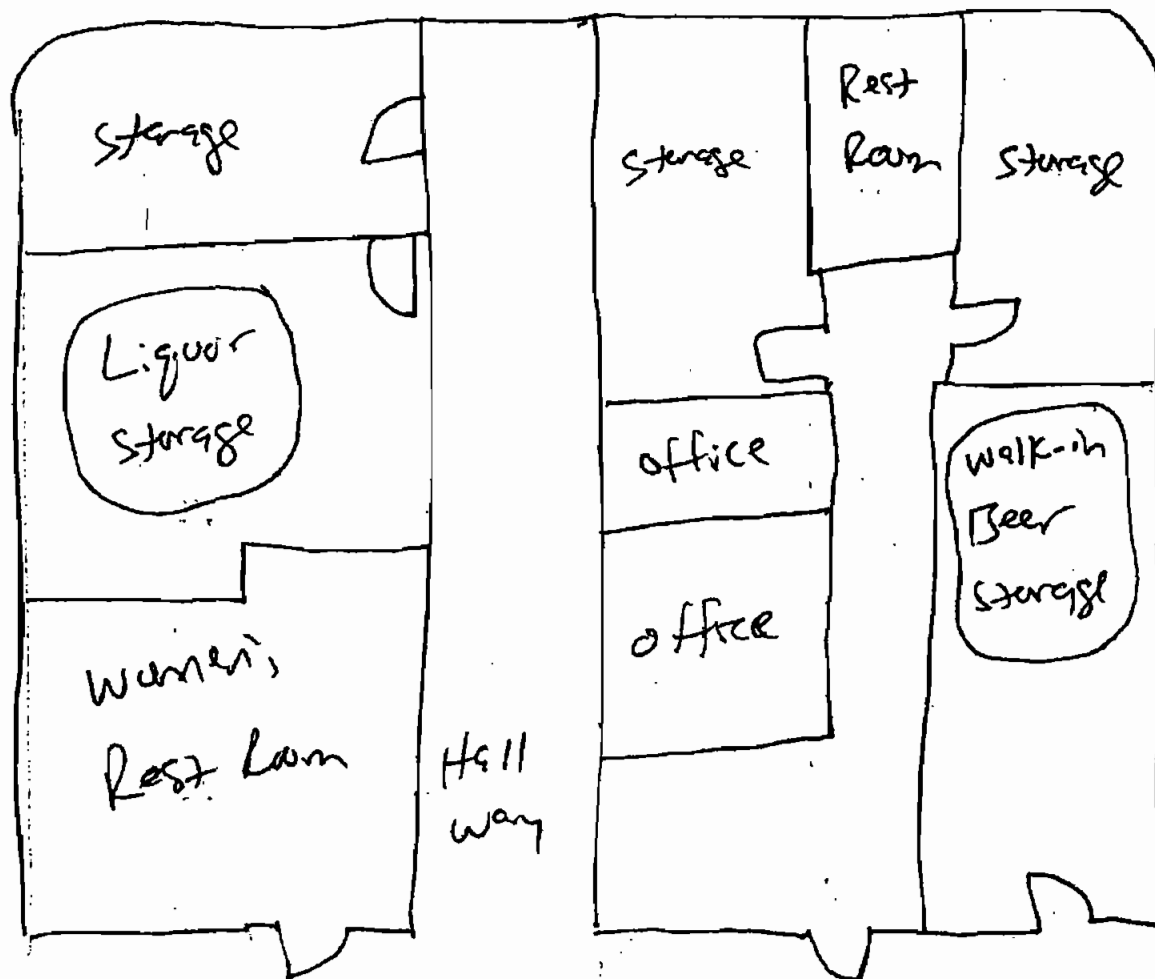 Storage
Storage
Rest
Room
Storage
Liquor
Storage
office
office
walk-in
Beer
Storage
Women's
Rest Room
Hall
way